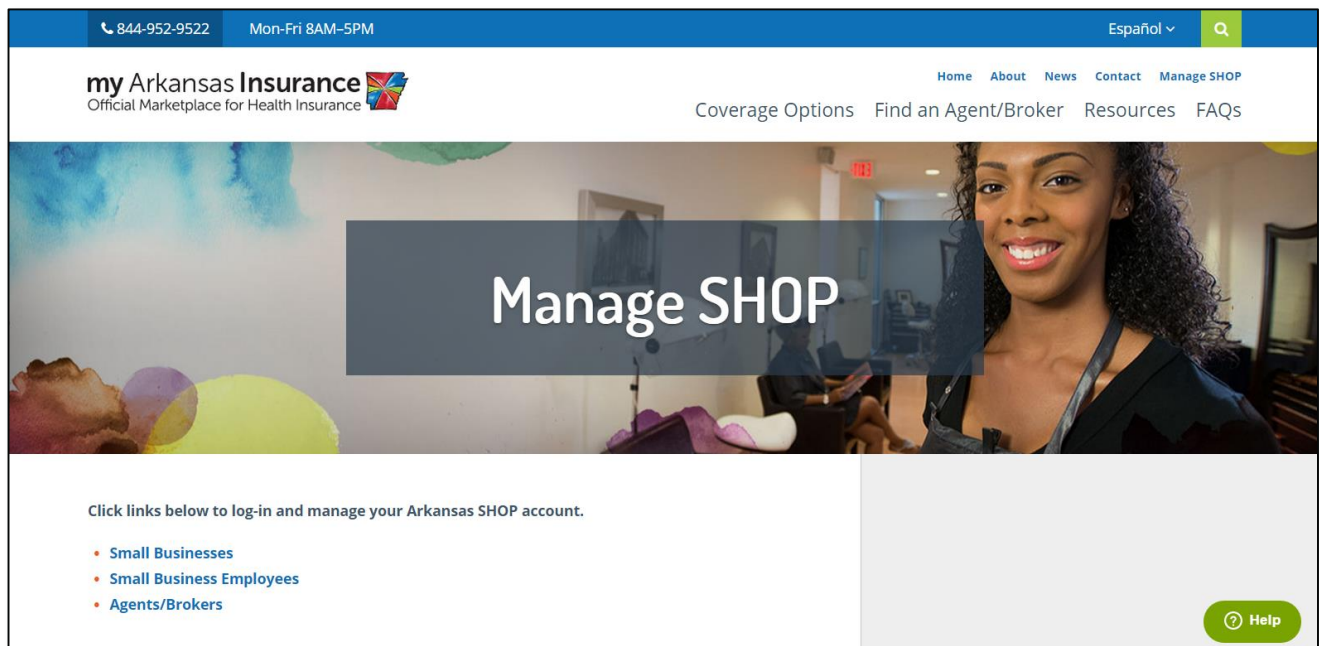 844-952-9522 Mon-Fri 8AM–5PM Español
my Arkansas Insurance
Official Marketplace for Health Insurance
Home About News Contact Manage SHOP
Coverage Options Find an Agent/Broker Resources FAQs
Manage SHOP
Click links below to log-in and manage your Arkansas SHOP account.
• Small Businesses
• Small Business Employees
• Agents/Brokers
? Help